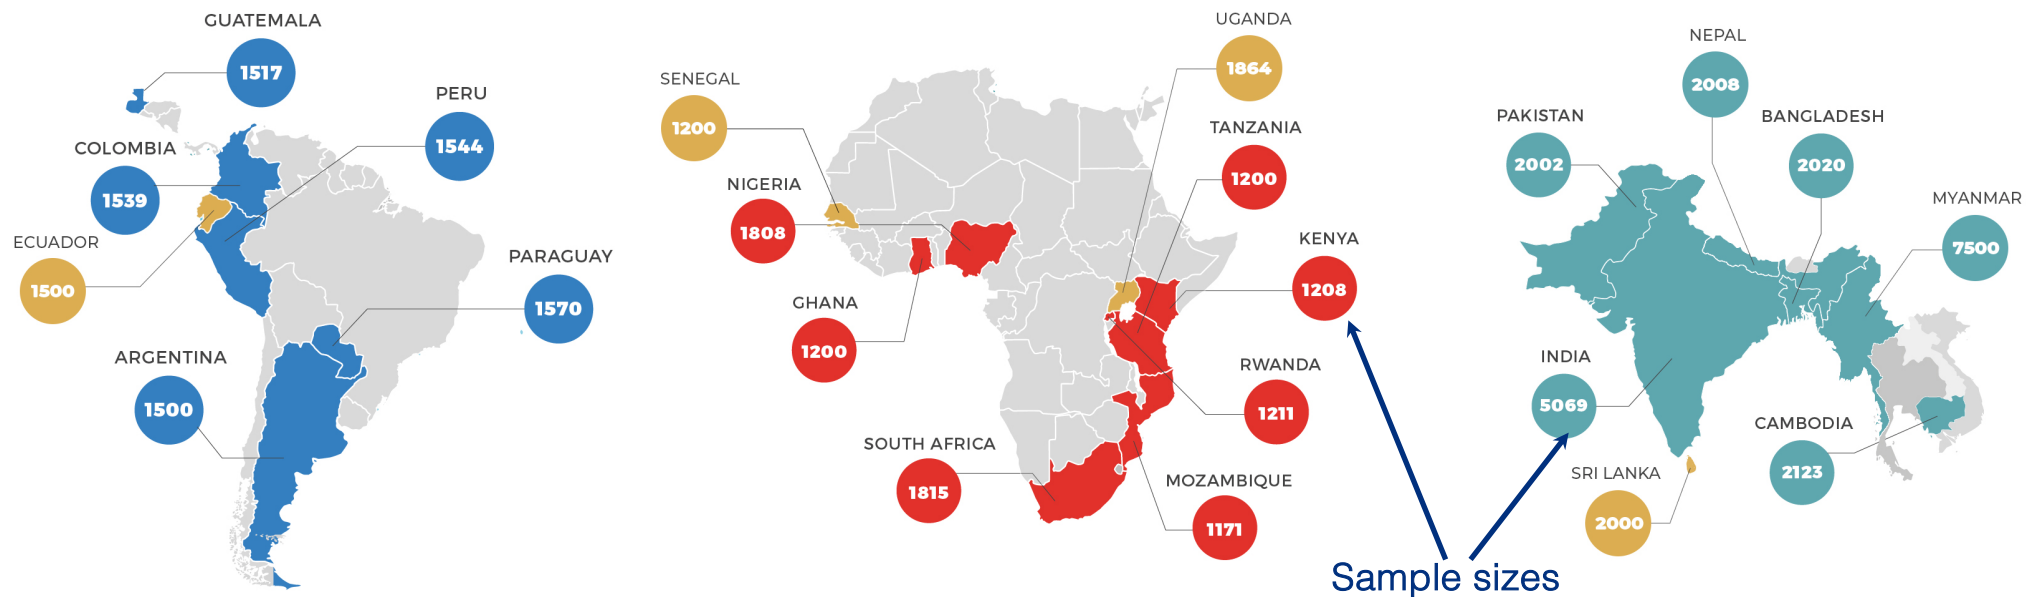 GUATEMALA
1517
PERU
1544
COLOMBIA
1539
ECUADOR
1500
PARAGUAY
1570
ARGENTINA
1500
UGANDA
1864
SENEGAL
1200
TANZANIA
1200
NIGERIA
1808
KENYA
1208
GHANA
1200
RWANDA
1211
SOUTH AFRICA
1815
MOZAMBIQUE
1171
NEPAL
2008
PAKISTAN
2002
BANGLADESH
2020
MYANMAR
7500
INDIA
5069
CAMBODIA
2123
SRI LANKA
2000
Sample sizes